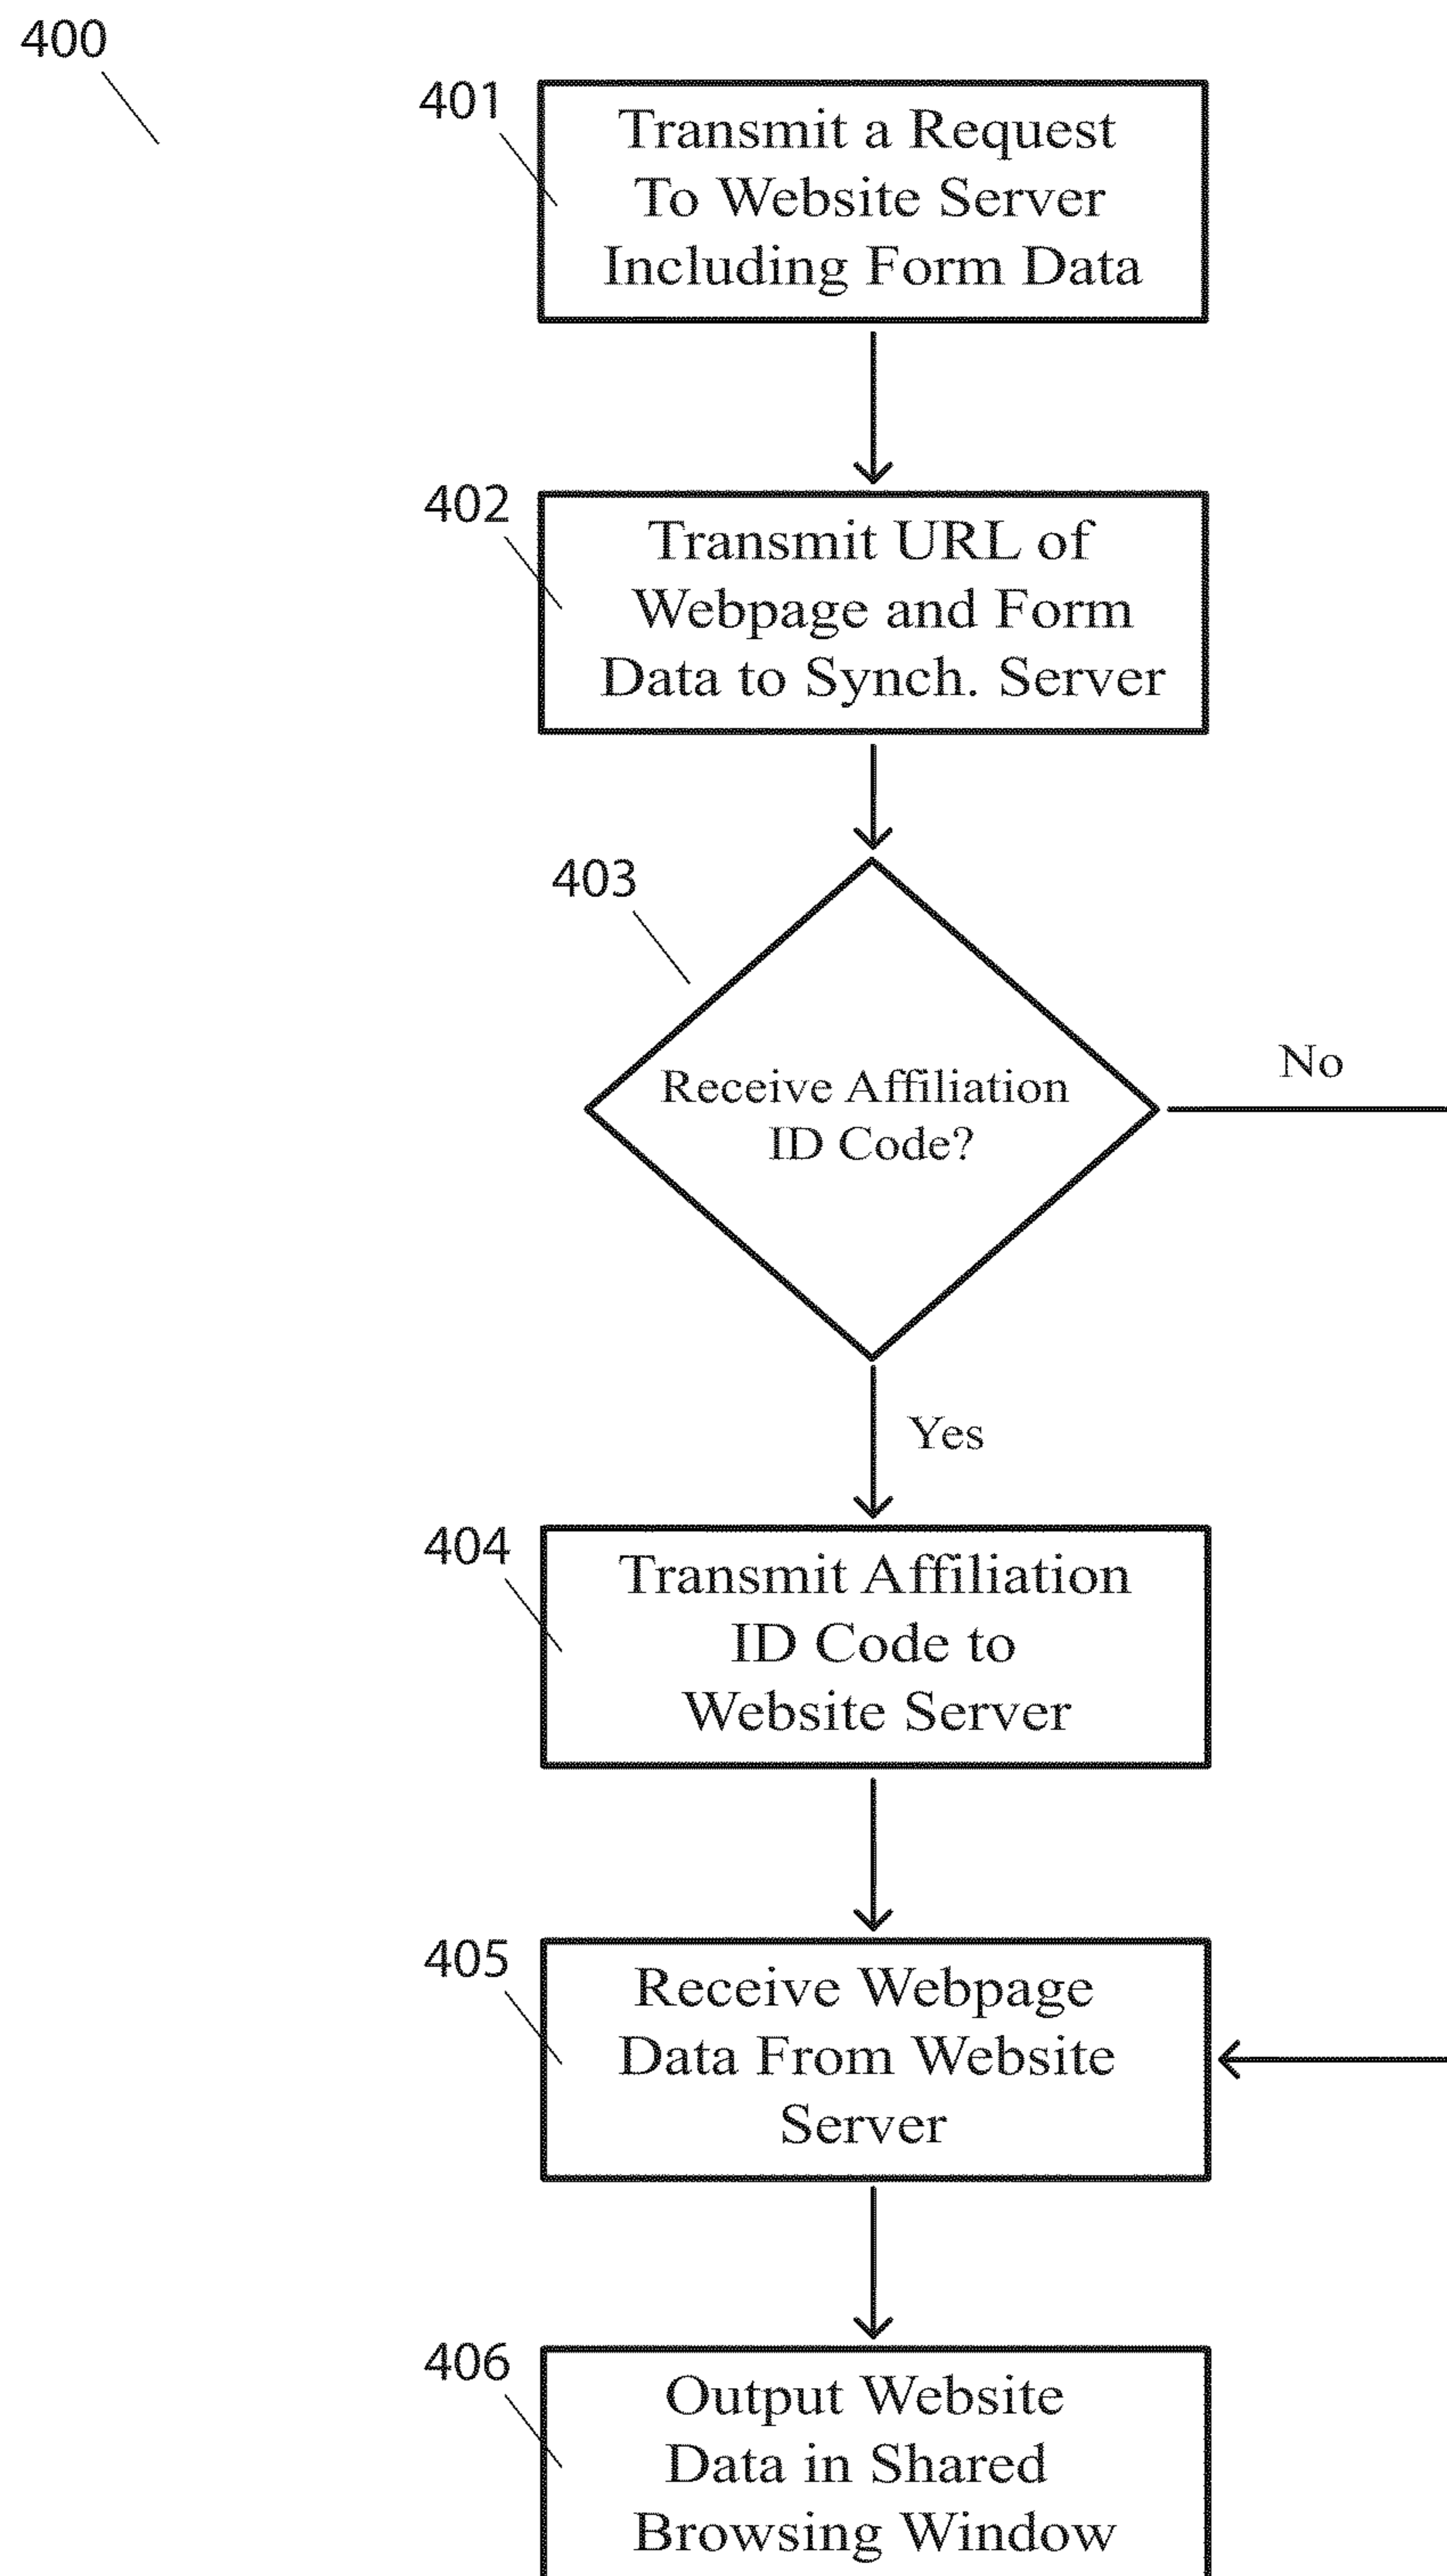 400
401
Transmit a Request
To Website Server
Including Form Data
402
Transmit URL of
Webpage and Form
Data to Synch. Server
403
Receive Affiliation
ID Code?
No
Yes
404
Transmit Affiliation
ID Code to
Website Server
405
Receive Webpage
Data From Website
Server
406
Output Website
Data in Shared
Browsing Window